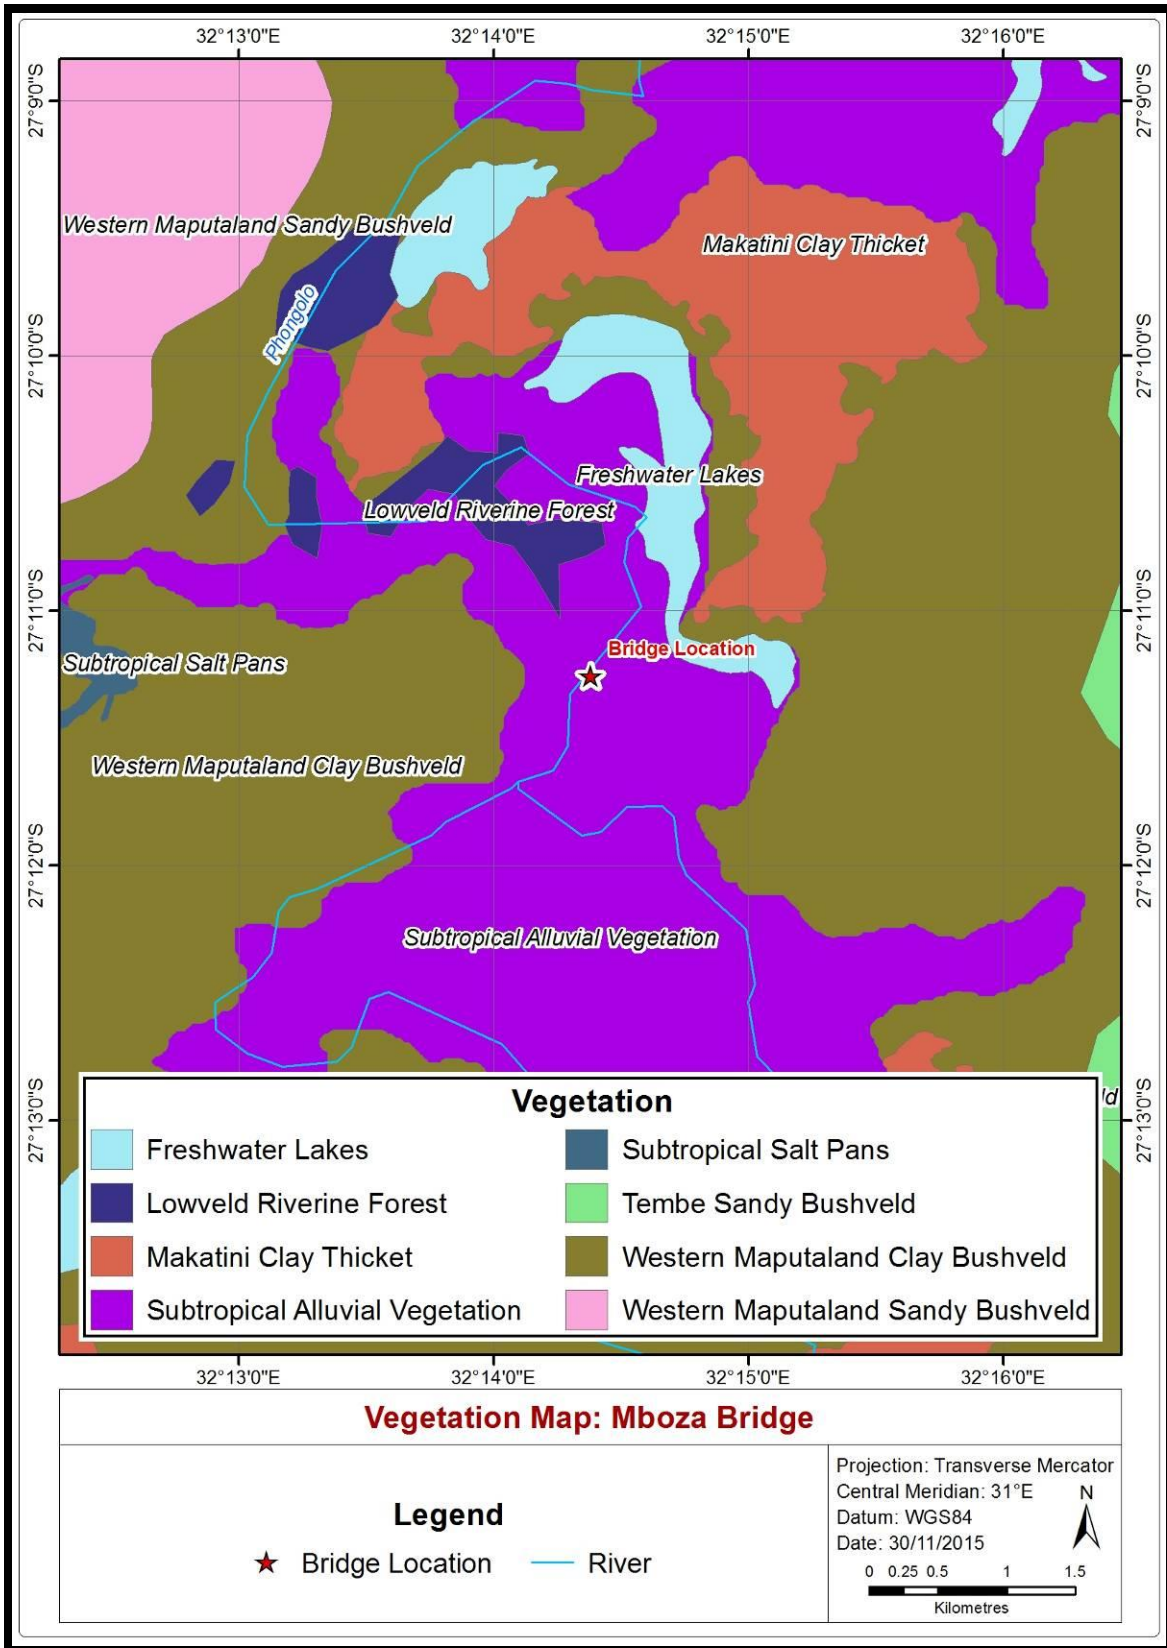 32°13'0"E
32°14'0"E
32°15'0"E
32°16'0"E
27°9'0"S
27°9'0"S
Western Maputaland Sandy Bushveld
Makatini Clay Thicket
Phongolo
27°10'0"S
27°10'0"S
Freshwater Lakes
Lowveld Riverine Forest
27°11'0"S
27°11'0"S
Bridge Location
Subtropical Salt Pans
Western Maputaland Clay Bushveld
27°12'0"S
27°12'0"S
Subtropical Alluvial Vegetation
27°13'0"S
27°13'0"S
ld
Vegetation
Freshwater Lakes
Lowveld Riverine Forest
Makatini Clay Thicket
Subtropical Alluvial Vegetation
Subtropical Salt Pans
Tembe Sandy Bushveld
Western Maputaland Clay Bushveld
Western Maputaland Sandy Bushveld
32°13'0"E
32°14'0"E
32°15'0"E
32°16'0"E
Vegetation Map: Mboza Bridge
Legend
Bridge Location
River
Projection: Transverse Mercator
Central Meridian: 31°E
Datum: WGS84
Date: 30/11/2015
N
0 0.25 0.5 1 1.5
Kilometres